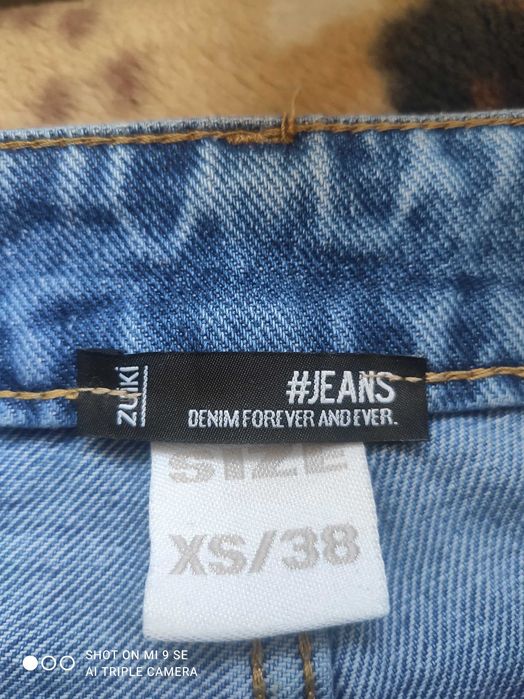 zuiki
#JEANS
DENIM FOREVER AND EVER.
SIZE
XS/38
SHOT ON MI 9 SE
AI TRIPLE CAMERA